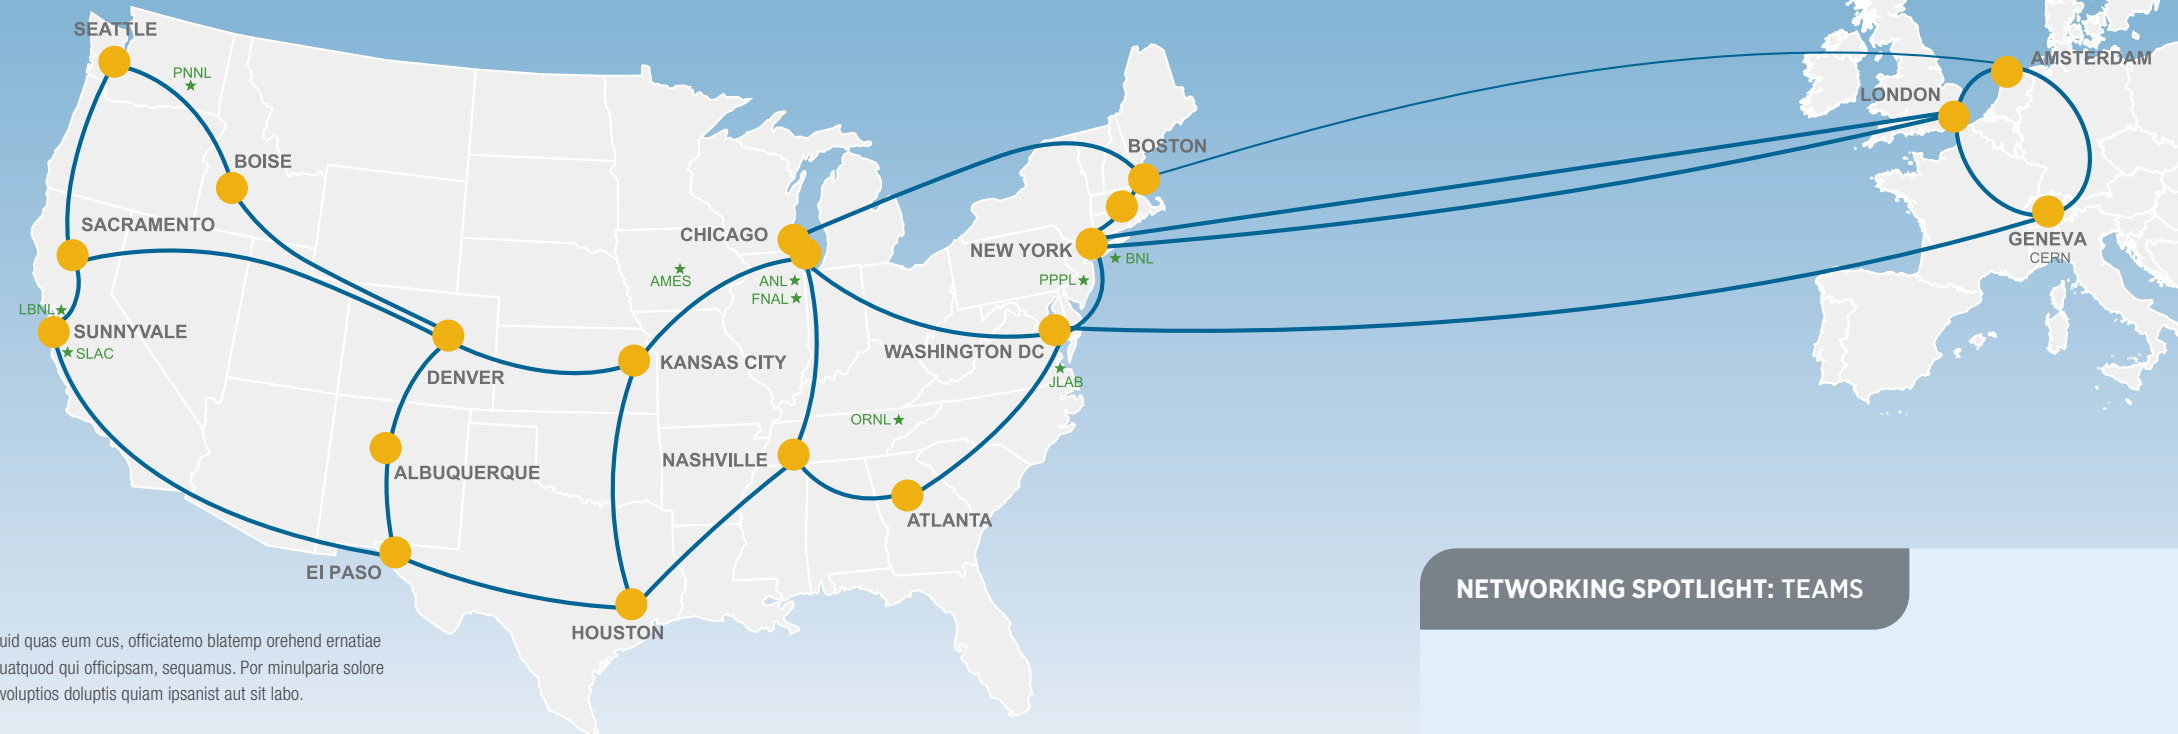 SEATTLE
PNNL
AMSTERDAM
LONDON
BOSTON
BOISE
SACRAMENTO
CHICAGO
NEW YORK
GENEVA
CERN
BNL
AMES
ANL
PPPL
FNAL
LBNL
SUNNYVALE
SLAC
WASHINGTON DC
KANSAS CITY
DENVER
JLAB
ORNL
NASHVILLE
ALBUQUERQUE
ATLANTA
El PASO
HOUSTON
NETWORKING SPOTLIGHT: TEAMS
uid quas eum cus, officiatemo blatemp orehend ernatiae
uatquod qui officipsam, sequamus. Por minulparia solore
voluptios doluptis quiam ipsanist aut sit labo.